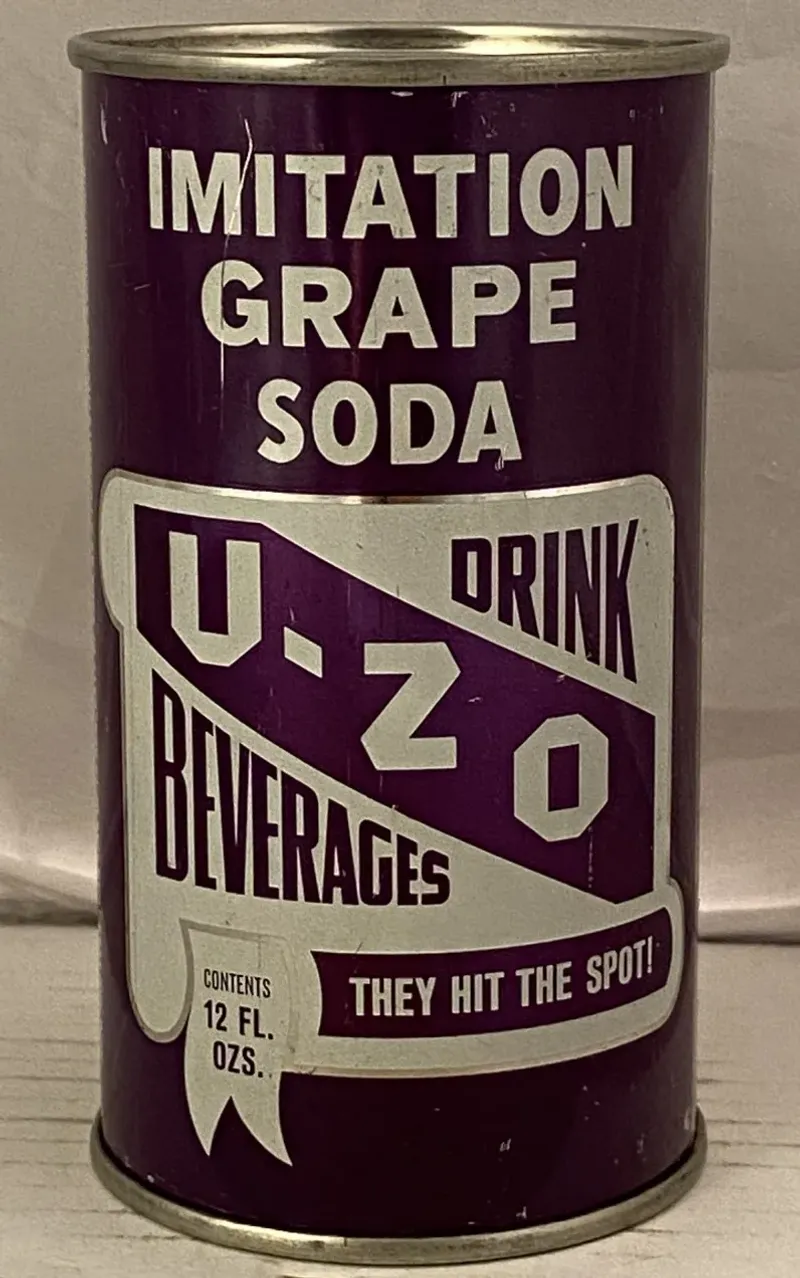 IMITATION
GRAPE
SODA
DRINK
U-ZO
BEVERAGES
THEY HIT THE SPOT!
CONTENTS
12 FL.
OZS.